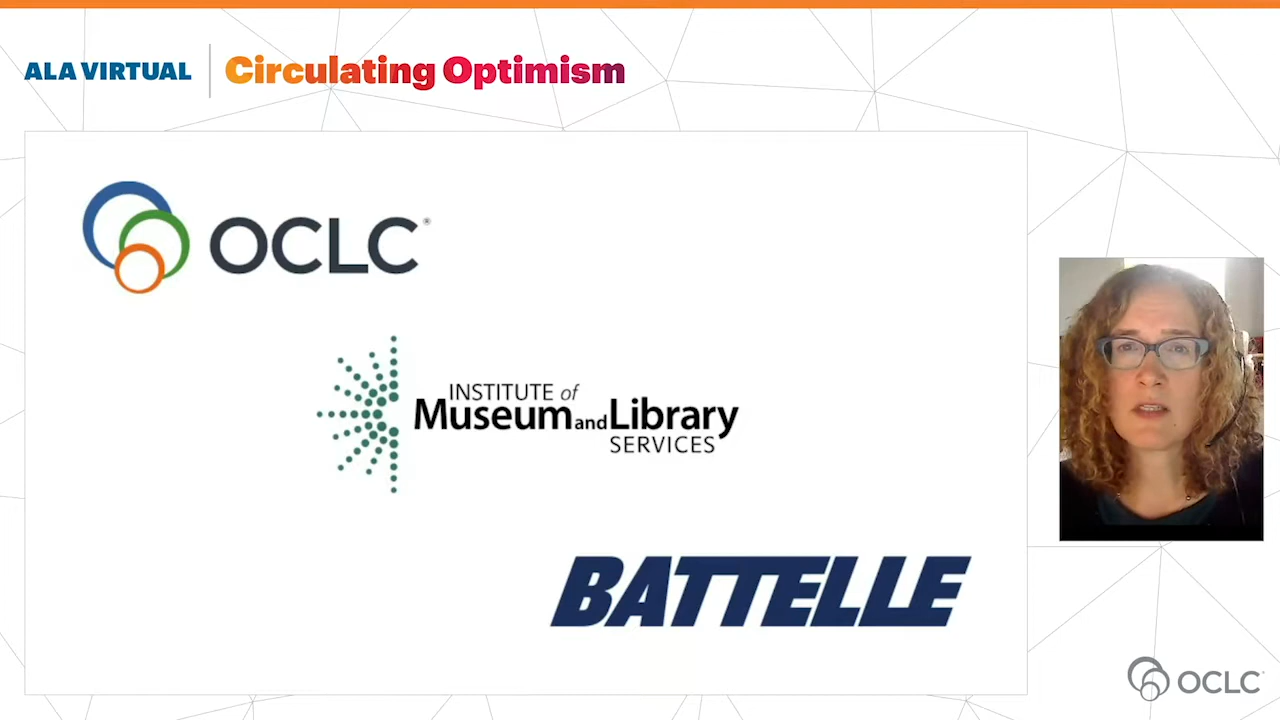 ALA VIRTUAL
Circulating Optimism
OCLC®
INSTITUTE of
Museum and Library
SERVICES
BATTELLE
OCLC